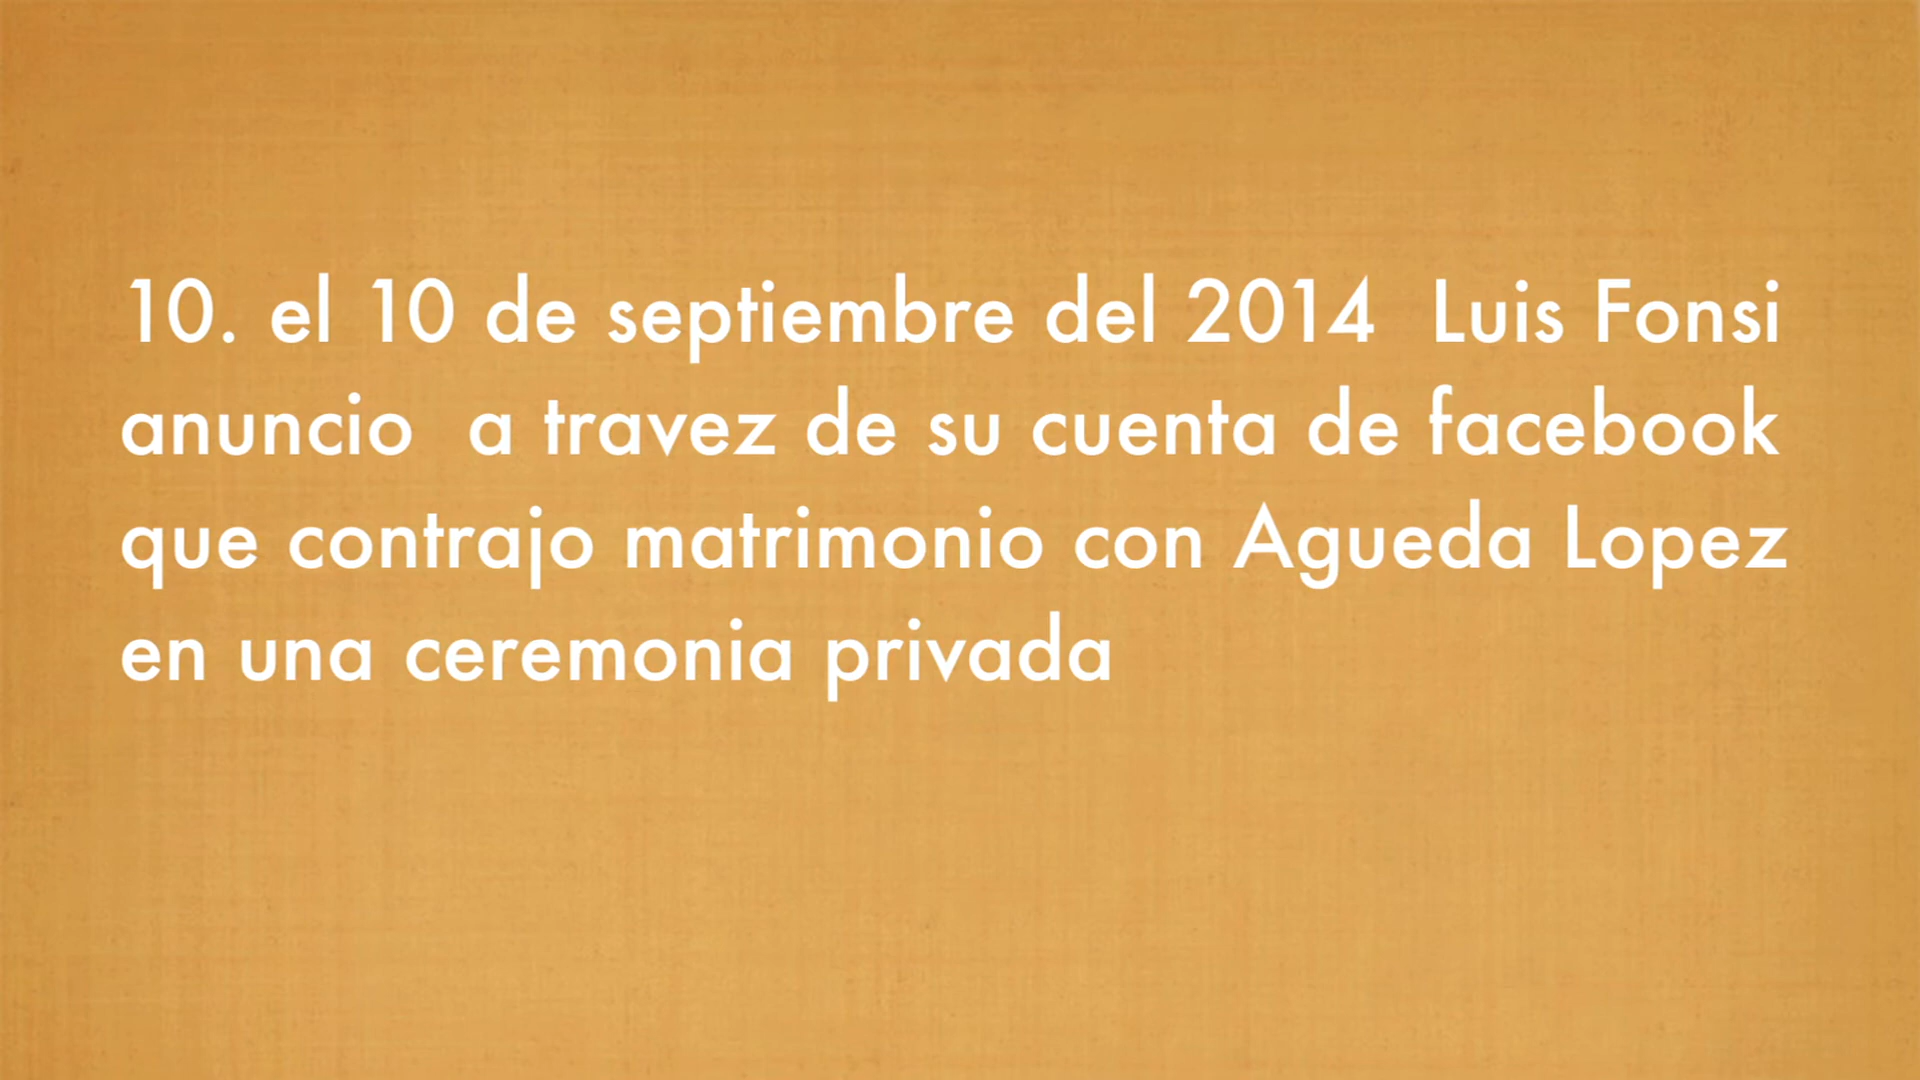 10. el 10 de septiembre del 2014  Luis Fonsi
anuncio  a travez de su cuenta de facebook
que contrajo matrimonio con Agueda Lopez
en una ceremonia privada